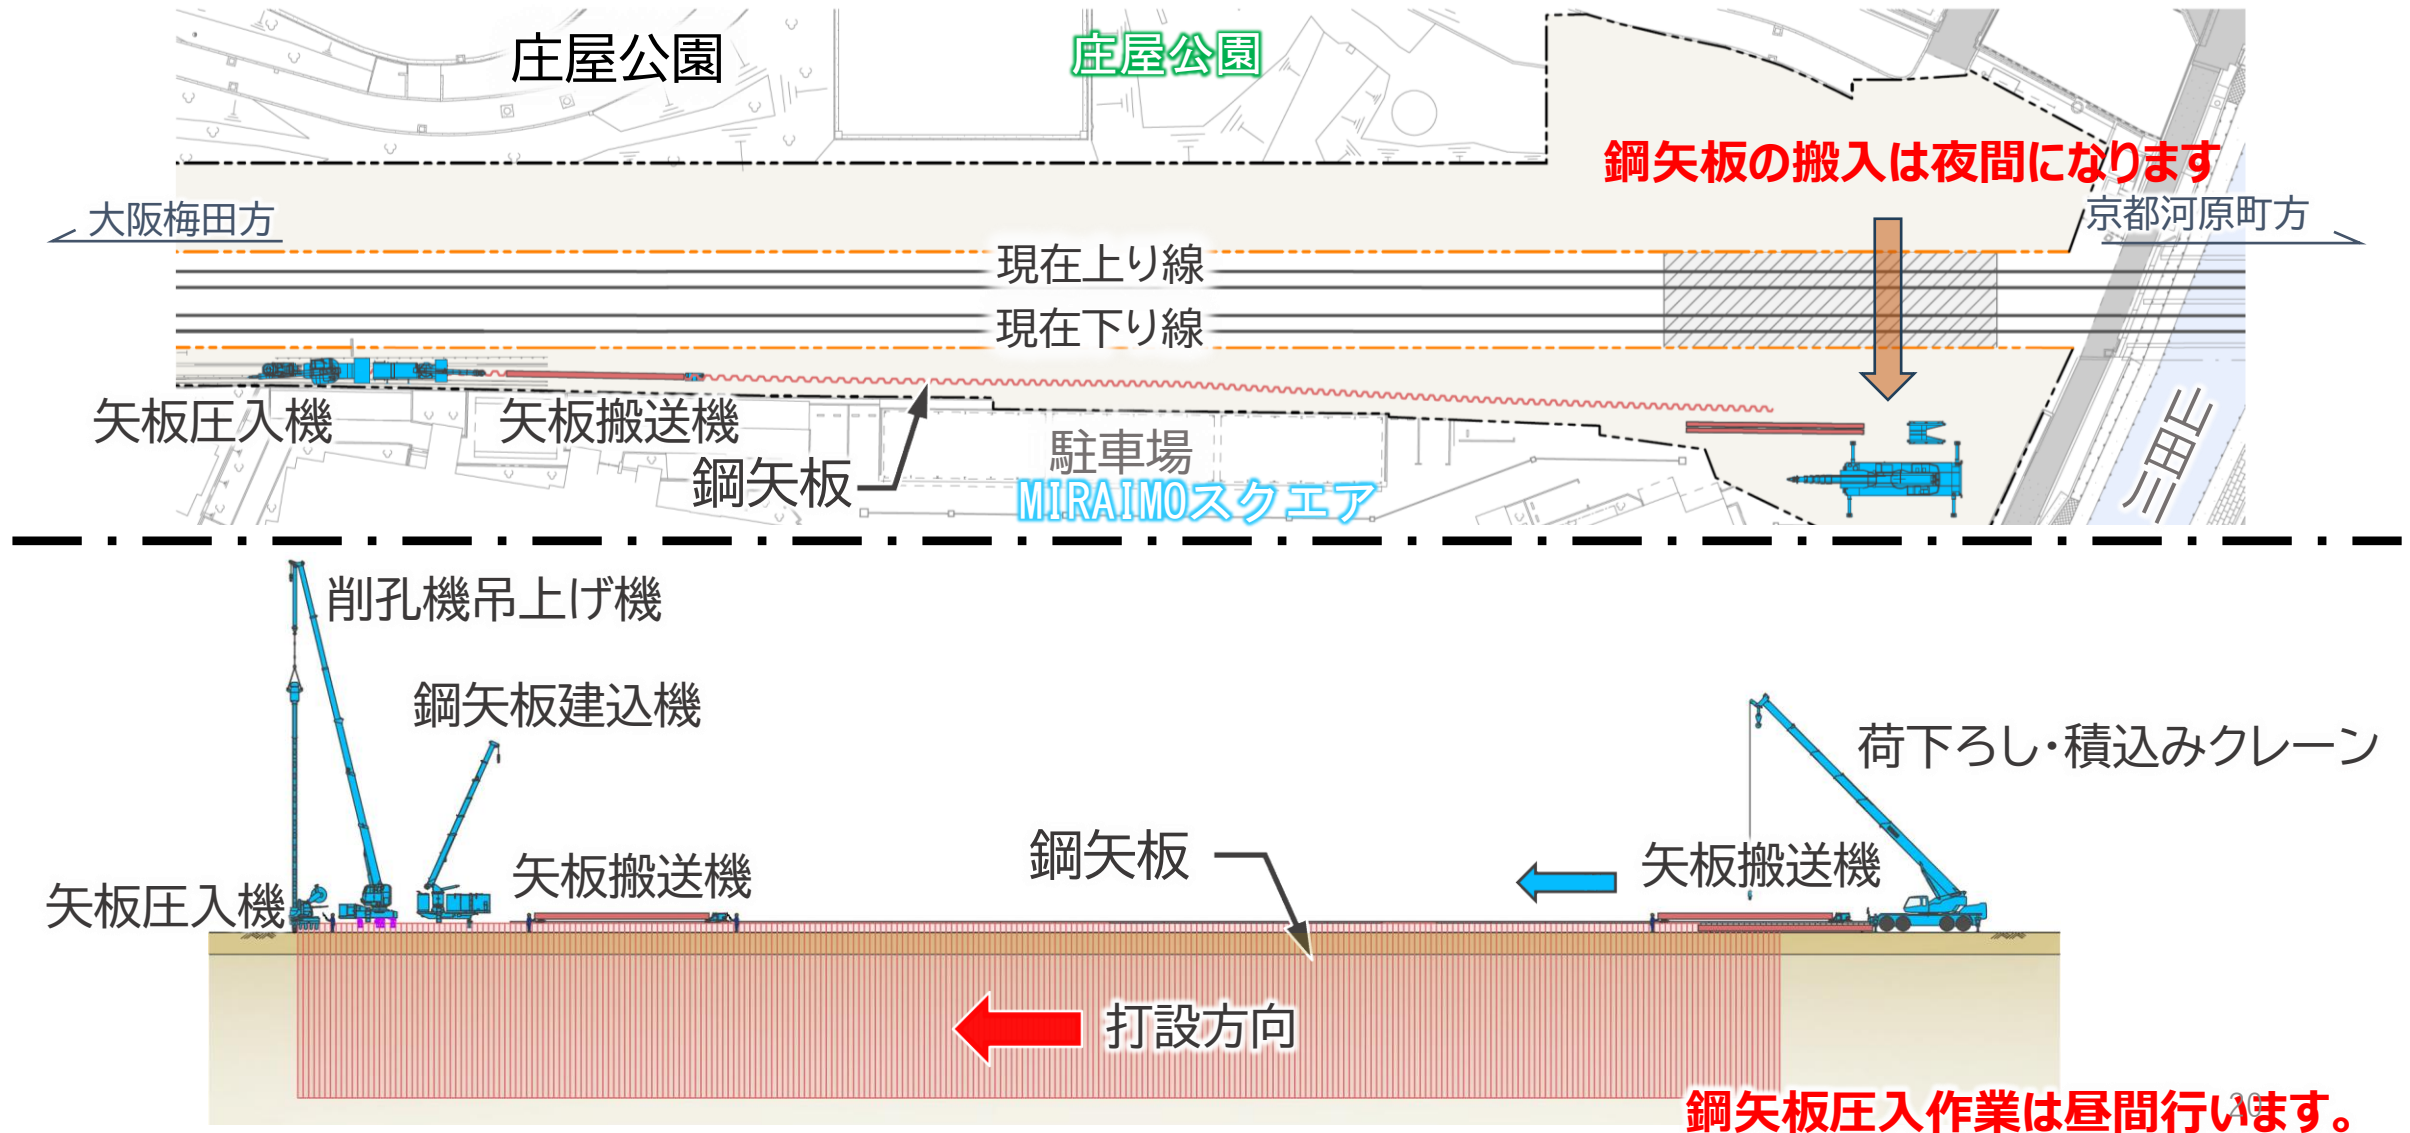 庄屋公園
庄屋公園
鋼矢板の搬入は夜間になります
大阪梅田方
京都河原町方
現在上り線
現在下り線
矢板圧入機
矢板搬送機
鋼矢板
駐車場
MIRAIMOスクエア
山田川
削孔機吊上げ機
鋼矢板建込機
荷下ろし・積込みクレーン
鋼矢板
矢板搬送機
矢板搬送機
矢板圧入機
打設方向
鋼矢板圧入作業は昼間行います。
20